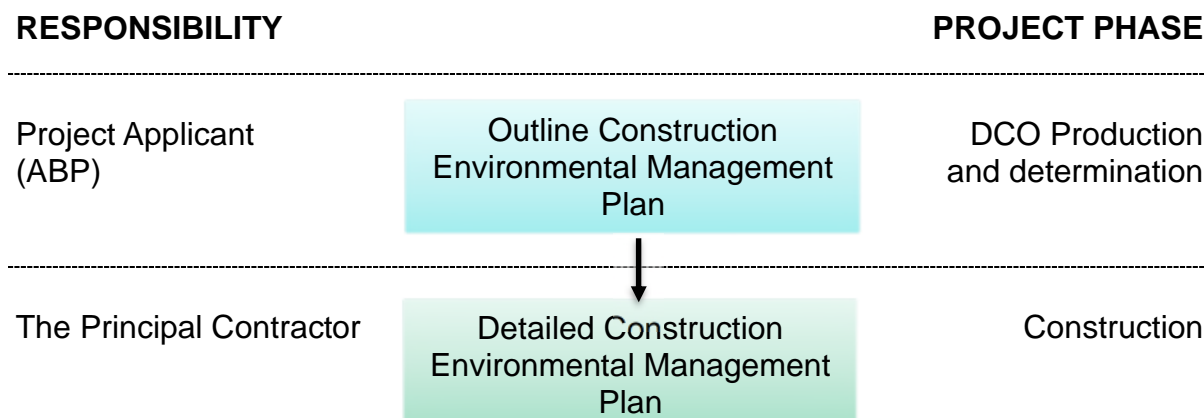 RESPONSIBILITY PROJECT PHASE
Project Applicant
(ABP)
Outline Construction
Environmental Management
Plan
DCO Production
and determination
The Principal Contractor
Detailed Construction
Environmental Management
Plan
Construction